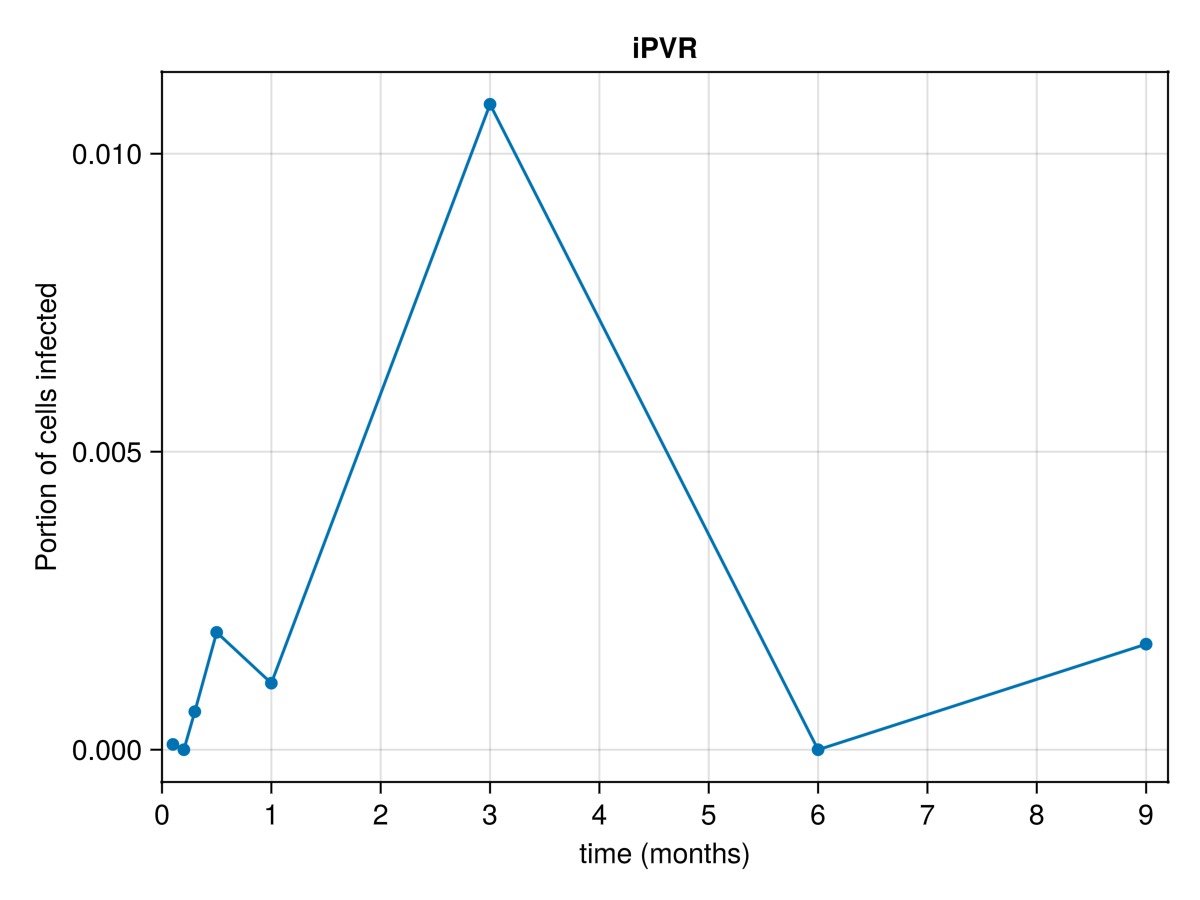 iPVR
0.010
0.005
0.000
Portion of cells infected
0 1 2 3 4 5 6 7 8 9
time (months)